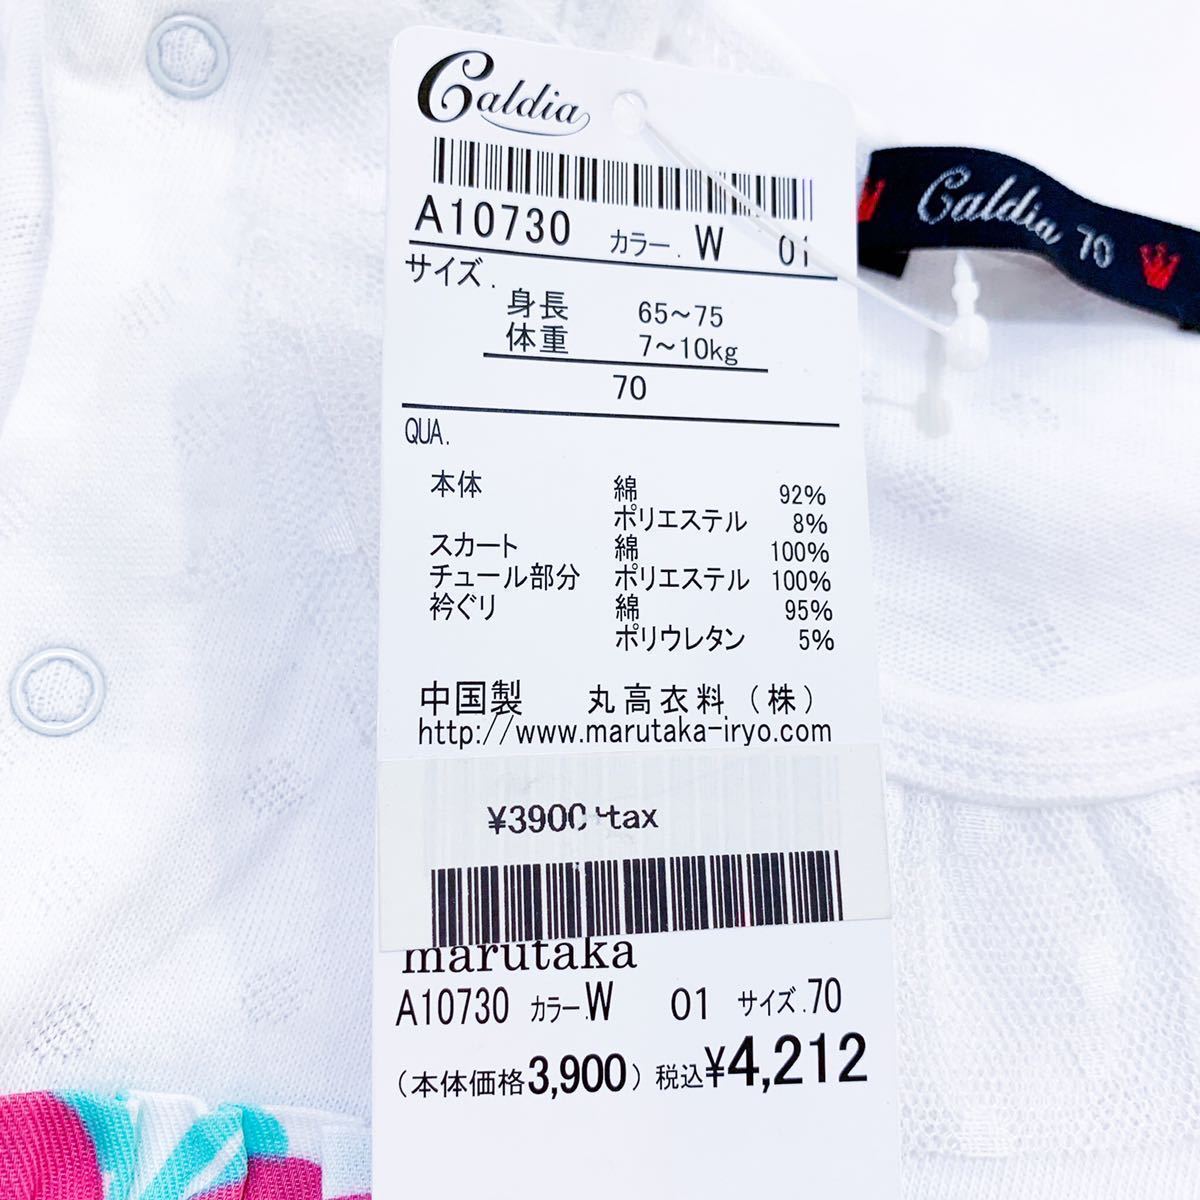 Caldia
A10730 カラー. W 01
サイズ.
身長 65～75
体重 7～10kg
70
QUA.
本体 綿 92%
ポリエステル 8%
スカート 綿 100%
チュール部分 ポリエステル 100%
衿ぐり 綿 95%
ポリウレタン 5%
中国製 丸高衣料(株)
http://www.marutaka-iryo.com
¥3900+tax
marutaka
A10730 カラー.W 01 サイズ.70
(本体価格3,900) 税込¥4,212
Caldia 70